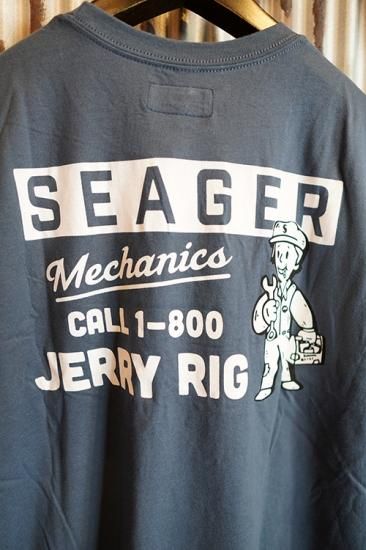 SEAGER
Mechanics
CALL 1-800
JERRY RIG
S